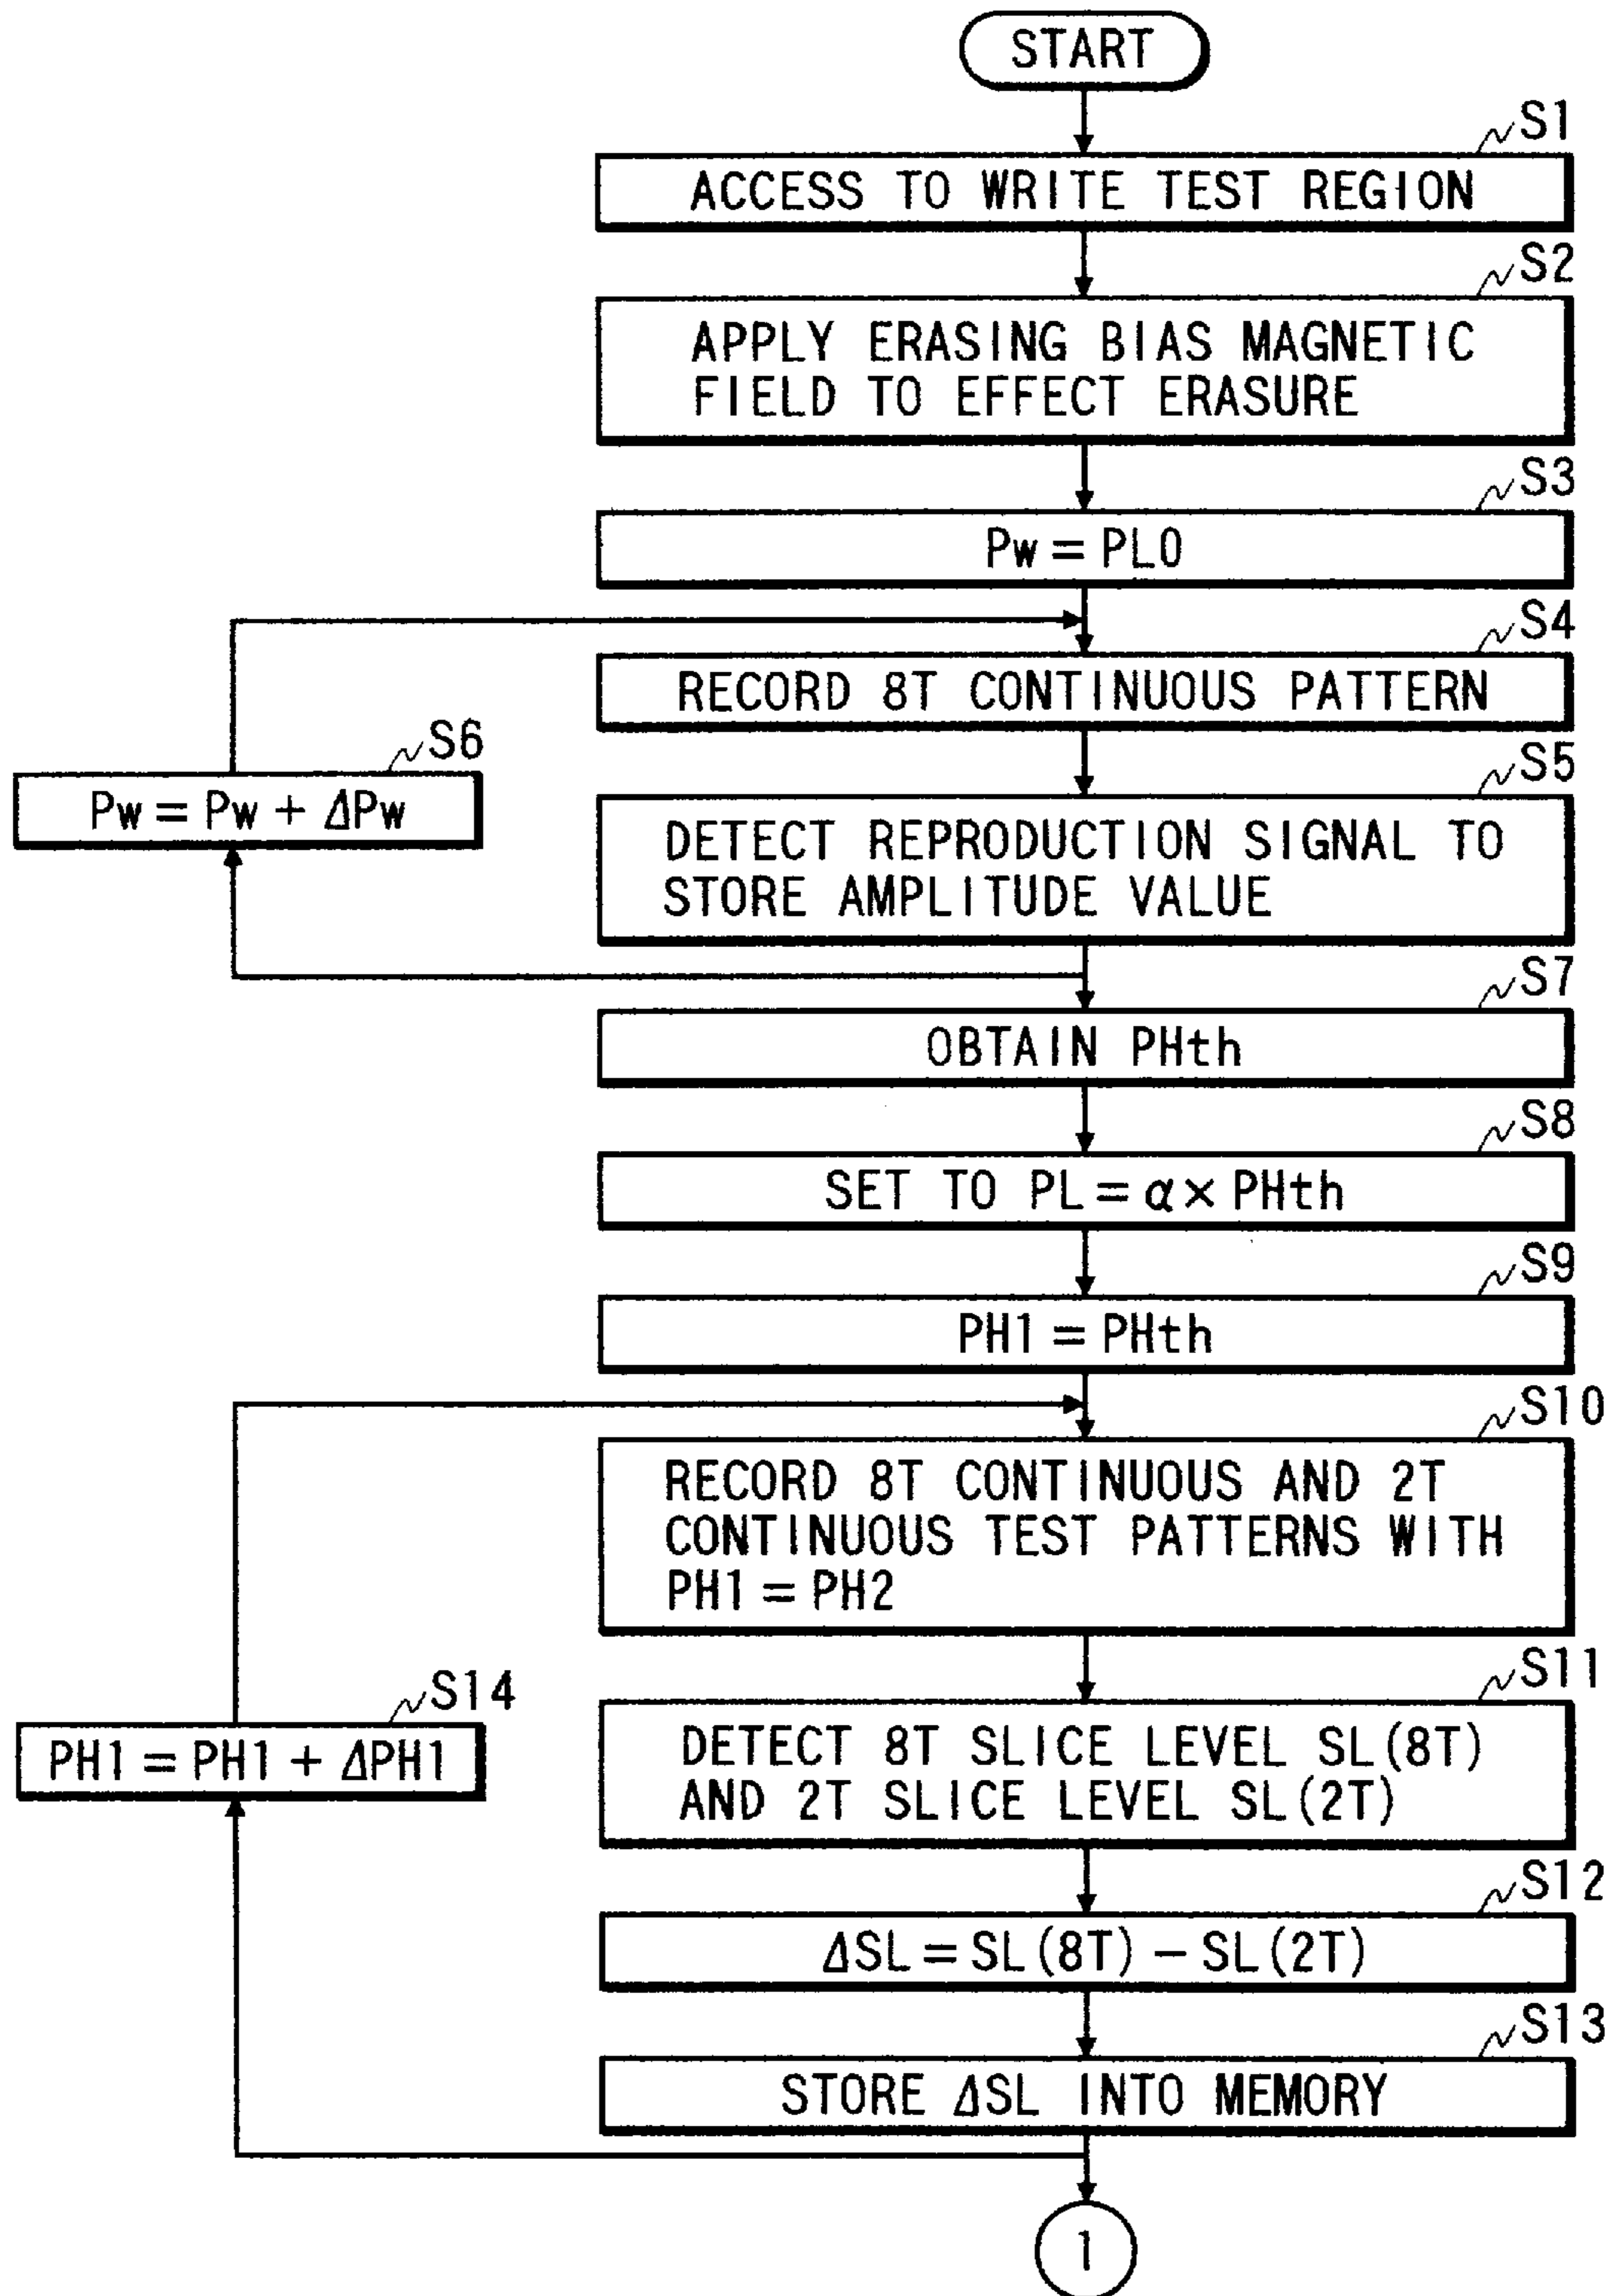 START
S1
ACCESS TO WRITE TEST REGION
S2
APPLY ERASING BIAS MAGNETIC
FIELD TO EFFECT ERASURE
S3
Pw = PL0
S4
RECORD 8T CONTINUOUS PATTERN
S6
Pw = Pw + ΔPw
S5
DETECT REPRODUCTION SIGNAL TO
STORE AMPLITUDE VALUE
S7
OBTAIN PHth
S8
SET TO PL = α × PHth
S9
PH1 = PHth
S10
RECORD 8T CONTINUOUS AND 2T
CONTINUOUS TEST PATTERNS WITH
PH1 = PH2
S14
PH1 = PH1 + ΔPH1
S11
DETECT 8T SLICE LEVEL SL(8T)
AND 2T SLICE LEVEL SL(2T)
S12
ΔSL = SL(8T) − SL(2T)
S13
STORE ΔSL INTO MEMORY
1